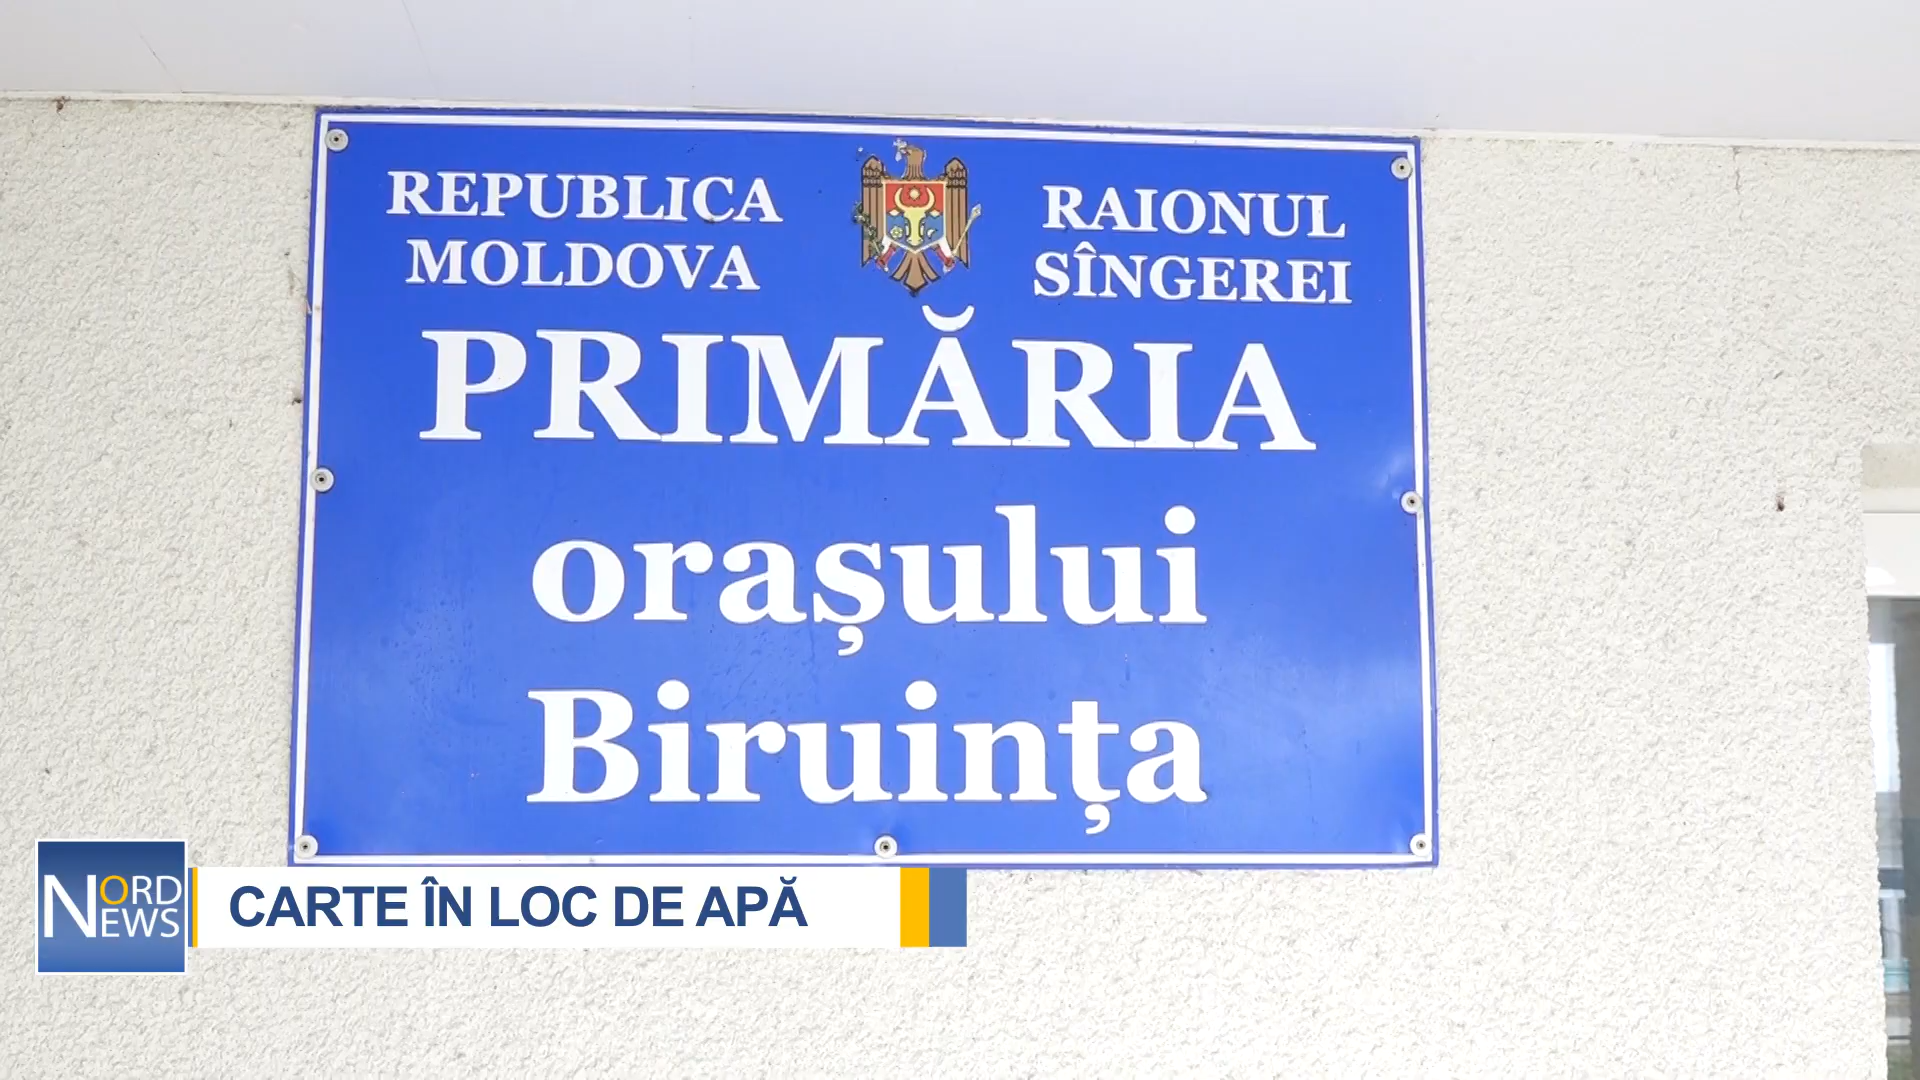 REPUBLICA
MOLDOVA
RAIONUL
SÎNGEREI
PRIMĂRIA
orașului
Biruința
NORD
NEWS
CARTE ÎN LOC DE APĂ